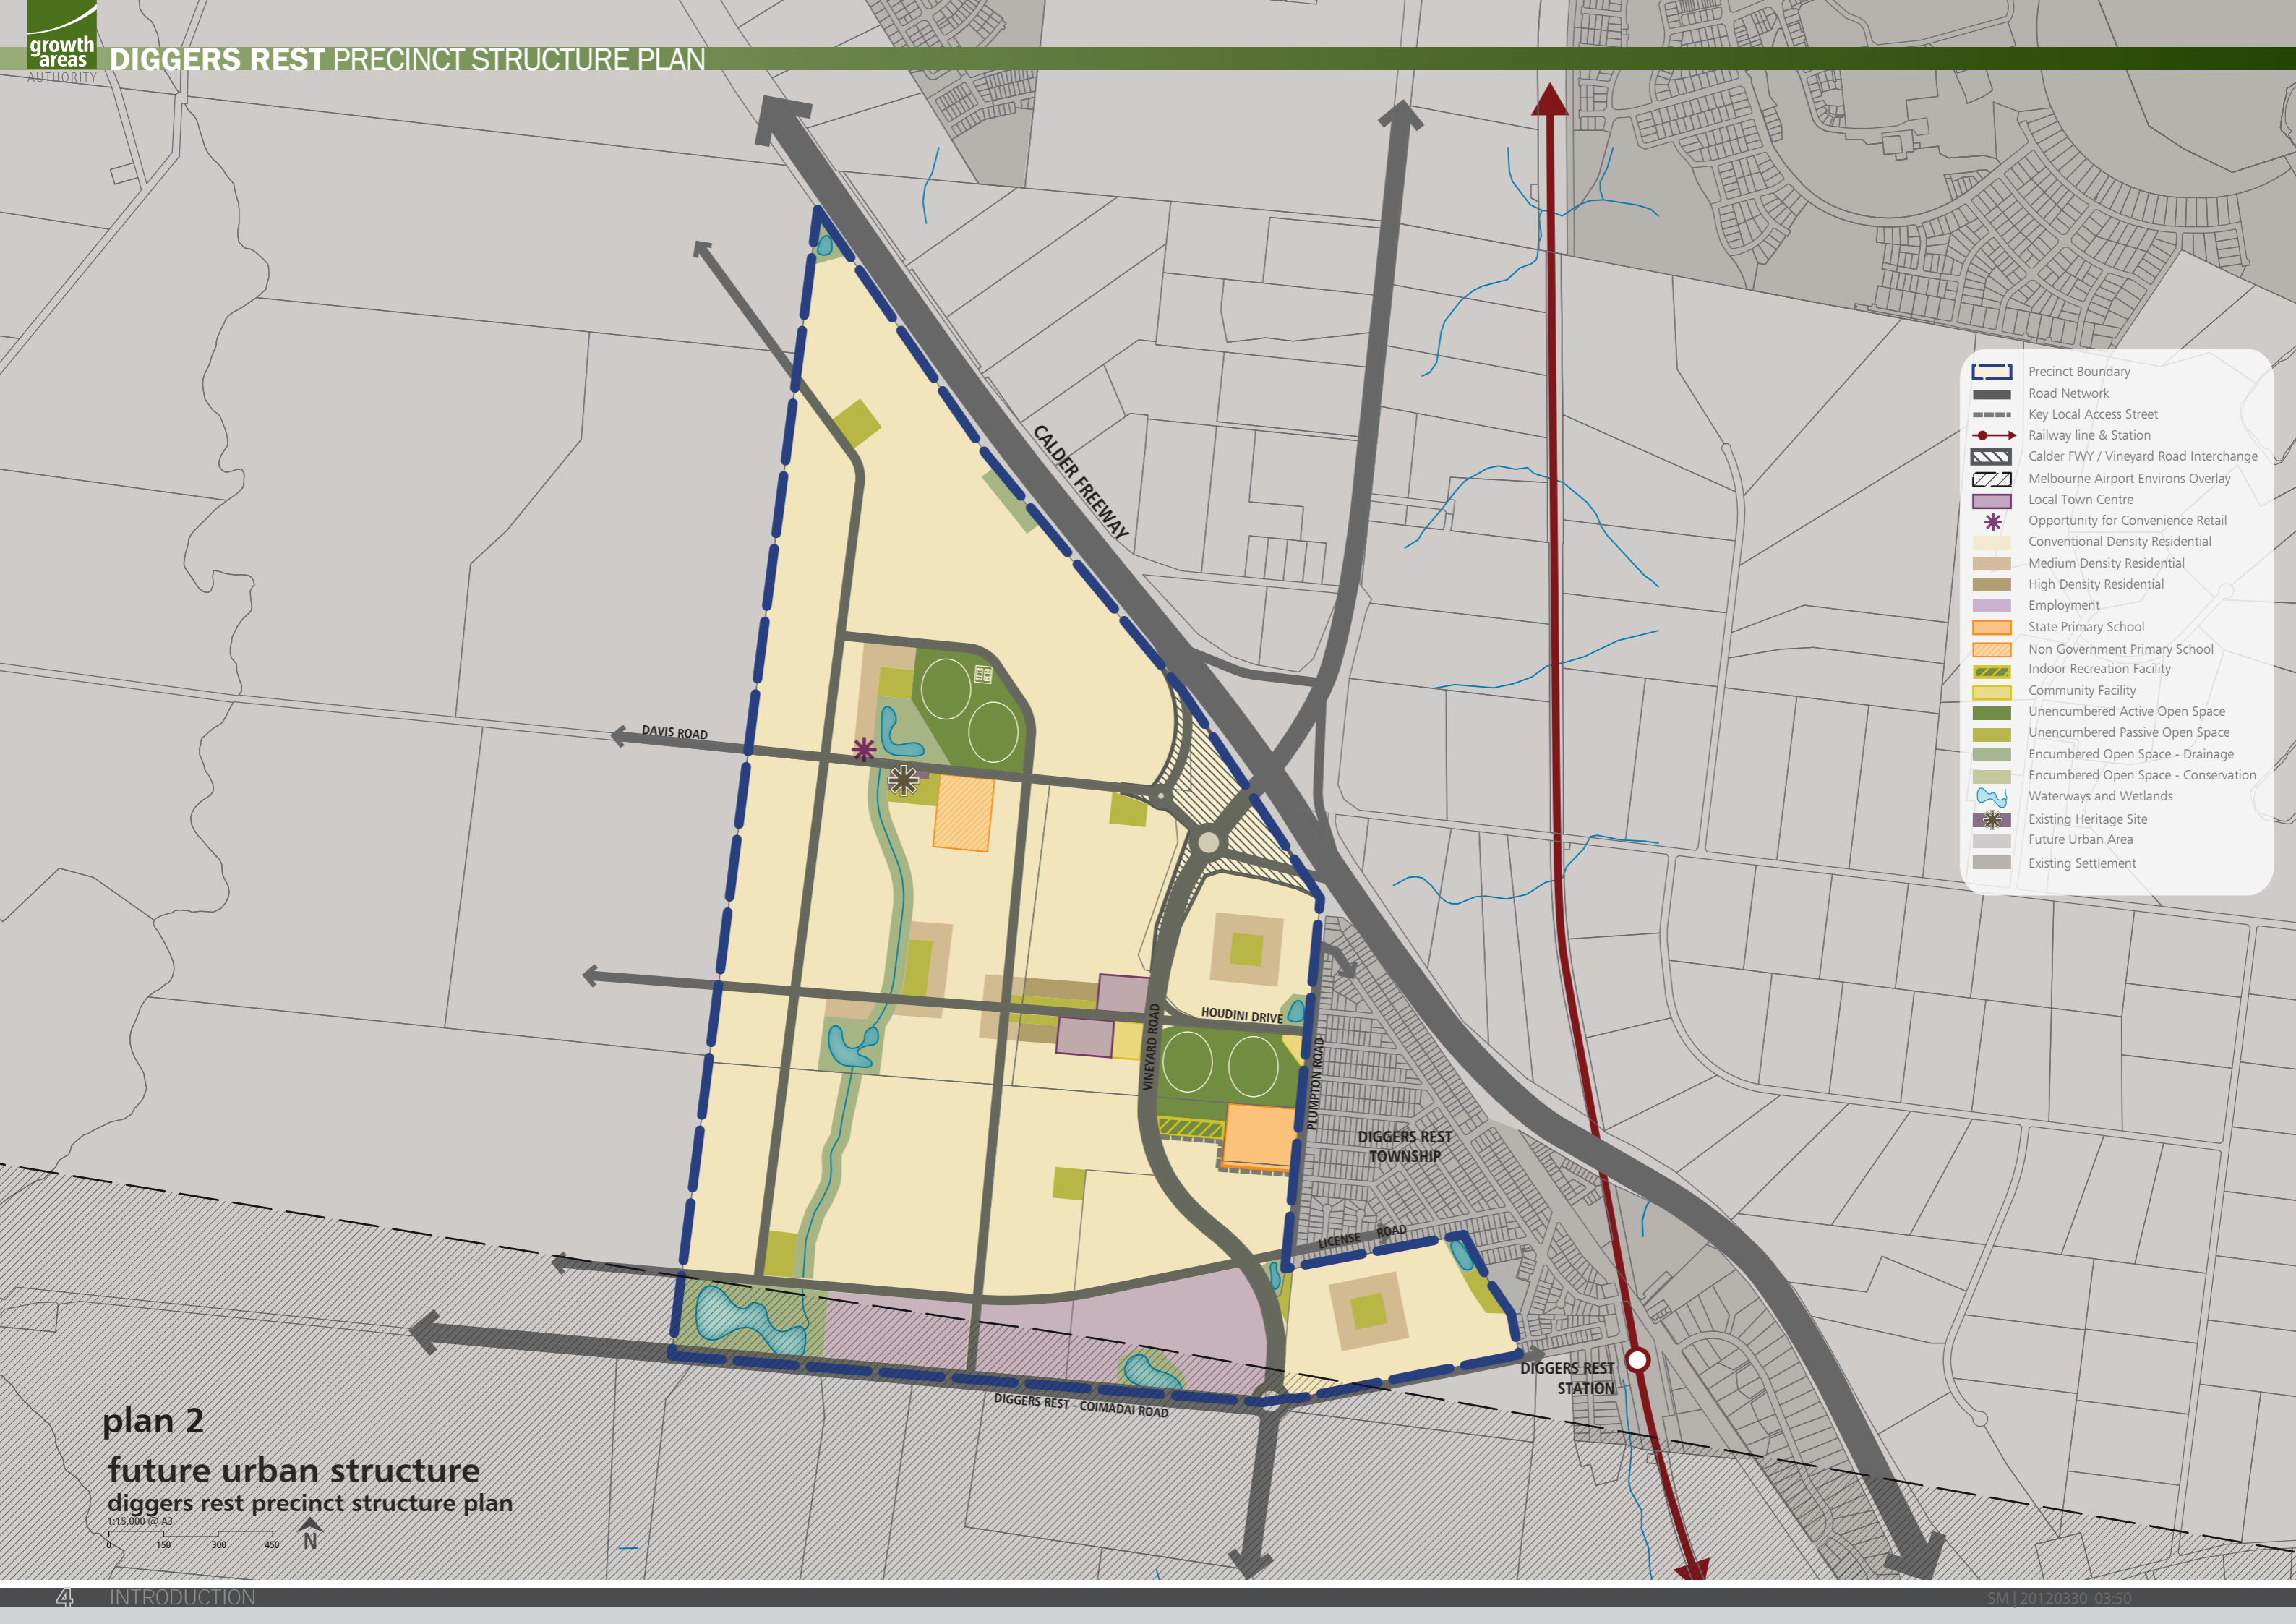 growth
areas
AUTHORITY
DIGGERS REST PRECINCT STRUCTURE PLAN
CALDER FREEWAY
Precinct Boundary
Road Network
Key Local Access Street
Railway line & Station
Calder FWY / Vineyard Road Interchange
Melbourne Airport Environs Overlay
Local Town Centre
Opportunity for Convenience Retail
Conventional Density Residential
Medium Density Residential
High Density Residential
Employment
State Primary School
Non Government Primary School
Indoor Recreation Facility
Community Facility
Unencumbered Active Open Space
Unencumbered Passive Open Space
Encumbered Open Space - Drainage
Encumbered Open Space - Conservation
Waterways and Wetlands
Existing Heritage Site
Future Urban Area
Existing Settlement
DAVIS ROAD
HOUDINI DRIVE
VINEYARD ROAD
PLUMPTON ROAD
DIGGERS REST
TOWNSHIP
LICENSE ROAD
DIGGERS REST
STATION
DIGGERS REST - COIMADAI ROAD
plan 2
future urban structure
diggers rest precinct structure plan
1:15,000 @ A3
0 150 300 450
N
4 INTRODUCTION
SM | 20120330 03:50